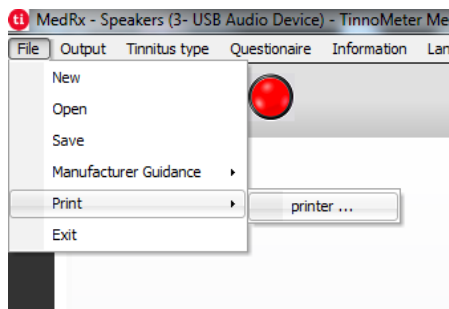 ti MedRx - Speakers (3- USB Audio Device) - TinnoMeter Me
File Output Tinnitus type Questionaire Information Lan
New
Open
Save
Manufacturer Guidance
Print
printer ...
Exit